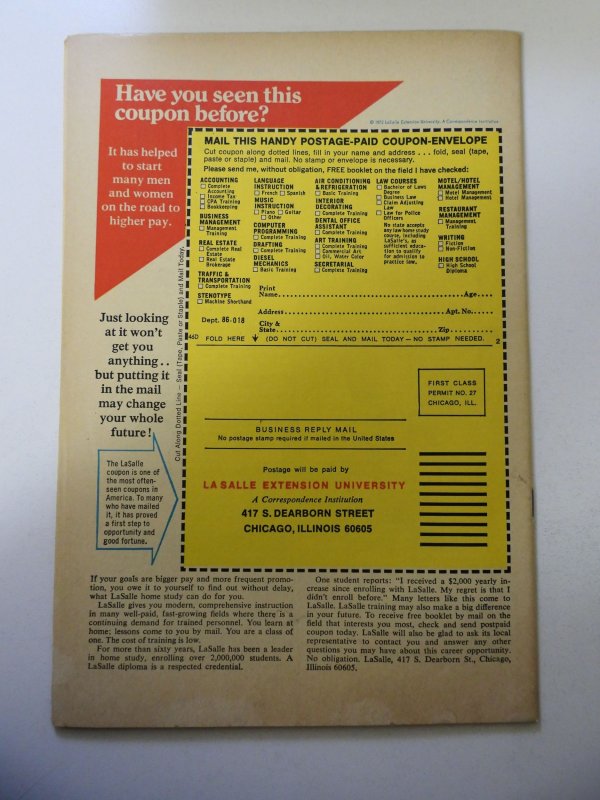 Have you seen this
coupon before?
© 1972 LaSalle Extension University, A Correspondence Institution
It has helped
to start
many men
and women
on the road to
higher pay.
MAIL THIS HANDY POSTAGE-PAID COUPON-ENVELOPE
Cut coupon along dotted lines, fill in your name and address . . . fold, seal (tape,
paste or staple) and mail. No stamp or envelope is necessary.
Please send me, without obligation, FREE booklet on the field I have checked:
ACCOUNTING
Complete
Accounting
Income Tax
CPA Training
Bookkeeping
BUSINESS
MANAGEMENT
Management
Training
REAL ESTATE
Complete Real
Estate
Real Estate
Brokerage
TRAFFIC &
TRANSPORTATION
Complete Training
STENOTYPE
Machine Shorthand
LANGUAGE
INSTRUCTION
French Spanish
MUSIC
INSTRUCTION
Piano Guitar
Other
COMPUTER
PROGRAMMING
Complete Training
DRAFTING
Complete Training
DIESEL
MECHANICS
Basic Training
AIR CONDITIONING
& REFRIGERATION
Basic Training
INTERIOR
DECORATING
Complete Training
DENTAL OFFICE
ASSISTANT
Complete Training
ART TRAINING
Complete Training
Commercial Art
Oil, Water Color
SECRETARIAL
Complete Training
LAW COURSES
Bachelor of Laws
Degree
Business Law
Claim Adjusting
Law
Law for Police
Officers
No state accepts
any law home study
course, including
LaSalle's, as
sufficient educa-
tion to qualify
for admission to
practice law.
MOTEL/HOTEL
MANAGEMENT
Motel Management
Hotel Management
RESTAURANT
MANAGEMENT
Management
Training
WRITING
Fiction
Non-Fiction
HIGH SCHOOL
High School
Diploma
Print
Name Age
Address Apt. No.
Dept. 86-018
City &
State Zip
46D FOLD HERE (DO NOT CUT) SEAL AND MAIL TODAY — NO STAMP NEEDED. 2
Cut Along Dotted Line — Seal (Tape, Paste or Staple) and Mail Today.
Just looking
at it won't
get you
anything . .
but putting it
in the mail
may change
your whole
future!
The LaSalle
coupon is one of
the most often-
seen coupons in
America. To many
who have mailed
it, it has proved
a first step to
opportunity and
good fortune.
FIRST CLASS
PERMIT NO. 27
CHICAGO, ILL.
BUSINESS REPLY MAIL
No postage stamp required if mailed in the United States
Postage will be paid by
LA SALLE EXTENSION UNIVERSITY
A Correspondence Institution
417 S. DEARBORN STREET
CHICAGO, ILLINOIS 60605
If your goals are bigger pay and more frequent promo-
tion, you owe it to yourself to find out without delay,
what LaSalle home study can do for you.
LaSalle gives you modern, comprehensive instruction
in many well-paid, fast-growing fields where there is a
continuing demand for trained personnel. You learn at
home; lessons come to you by mail. You are a class of
one. The cost of training is low.
For more than sixty years, LaSalle has been a leader
in home study, enrolling over 2,000,000 students. A
LaSalle diploma is a respected credential.
One student reports: "I received a $2,000 yearly in-
crease since enrolling with LaSalle. My regret is that I
didn't enroll before." Many letters like this come to
LaSalle. LaSalle training may also make a big difference
in your future. To receive free booklet by mail on the
field that interests you most, check and send postpaid
coupon today. LaSalle will also be glad to ask its local
representative to contact you and answer any other
questions you may have about this career opportunity.
No obligation. LaSalle, 417 S. Dearborn St., Chicago,
Illinois 60605.